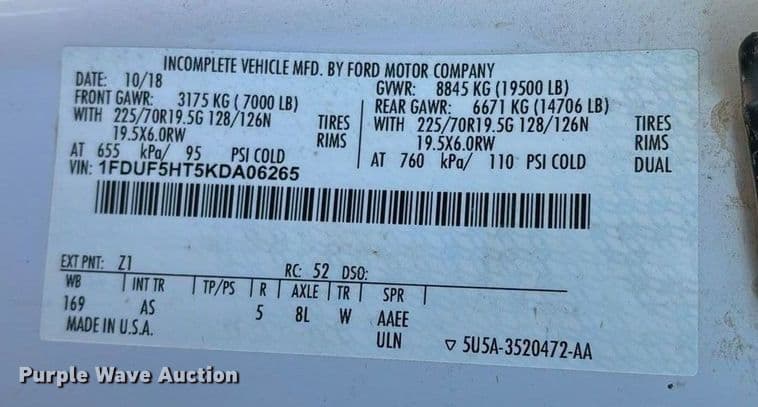 INCOMPLETE VEHICLE MFD. BY FORD MOTOR COMPANY
DATE: 10/18 GVWR: 8845 KG (19500 LB)
FRONT GAWR: 3175 KG (7000 LB) REAR GAWR: 6671 KG (14706 LB)
WITH 225/70R19.5G 128/126N TIRES WITH 225/70R19.5G 128/126N TIRES
19.5X6.0RW RIMS 19.5X6.0RW RIMS
AT 655 kPa/ 95 PSI COLD AT 760 kPa/ 110 PSI COLD DUAL
VIN: 1FDUF5HT5KDA06265
EXT PNT: Z1 RC: 52 DSO:
WB INT TR TP/PS R AXLE TR SPR
169 AS 5 8L W AAEE
MADE IN U.S.A. ULN ▽ 5U5A-3520472-AA
Purple Wave Auction